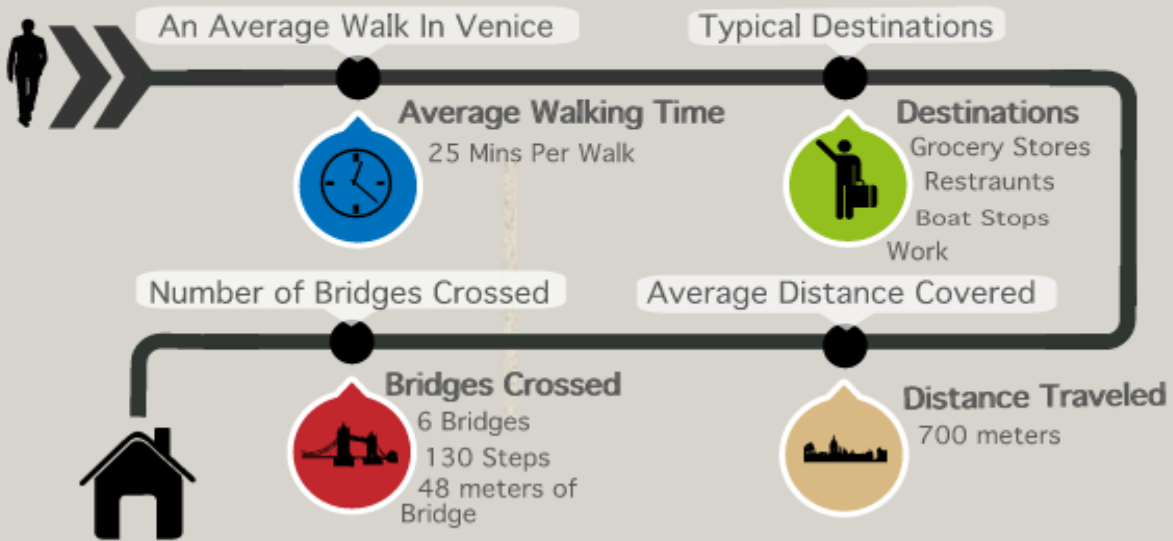 An Average Walk In Venice
Typical Destinations
Average Walking Time
25 Mins Per Walk
Destinations
Grocery Stores
Restraunts
Boat Stops
Work
Average Distance Covered
Distance Traveled
700 meters
Number of Bridges Crossed
Bridges Crossed
6 Bridges
130 Steps
48 meters of
Bridge